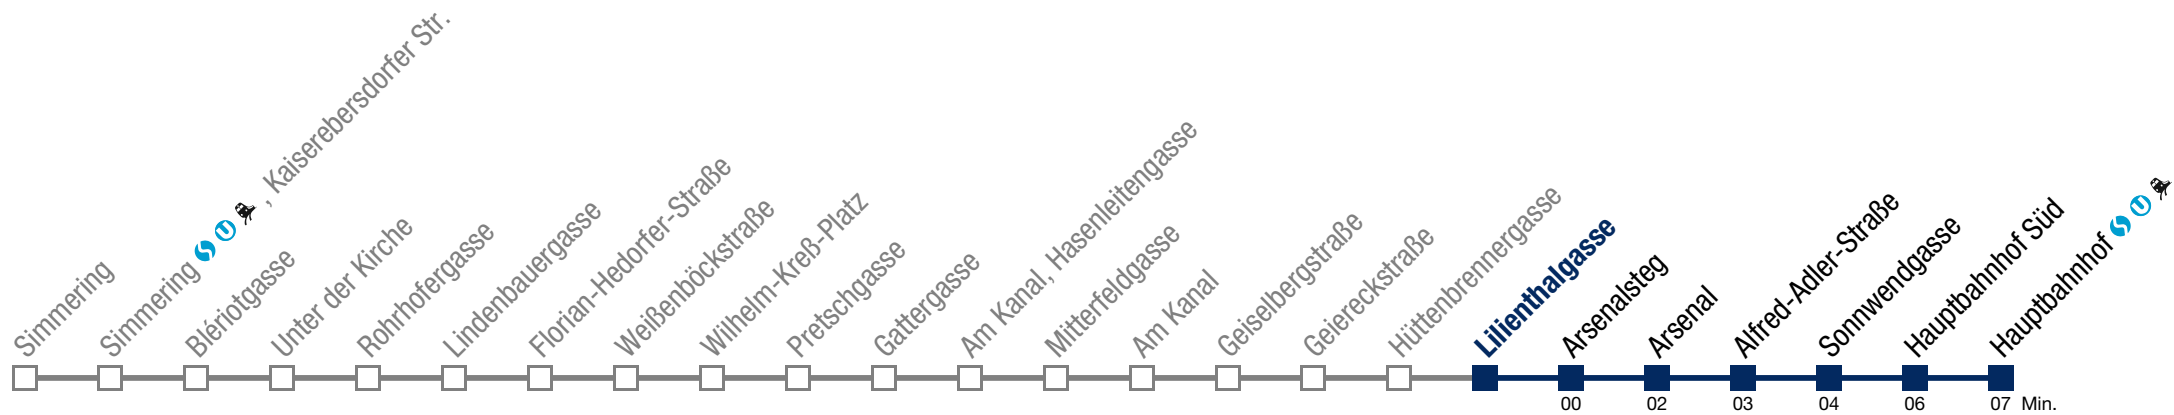 Simmering
Simmering S U , Kaiserebersdorfer Str.
Blériotgasse
Unter der Kirche
Rohrhofergasse
Lindenbauergasse
Florian-Hedorfer-Straße
Weißenböckstraße
Wilhelm-Kreß-Platz
Pretschgasse
Gattergasse
Am Kanal, Hasenleitengasse
Mitterfeldgasse
Am Kanal
Geiselbergstraße
Geiereckstraße
Hüttenbrennergasse
Lilienthalgasse
Arsenalsteg
Arsenal
Alfred-Adler-Straße
Sonnwendgasse
Hauptbahnhof Süd
Hauptbahnhof S U
00 02 03 04 06 07 Min.